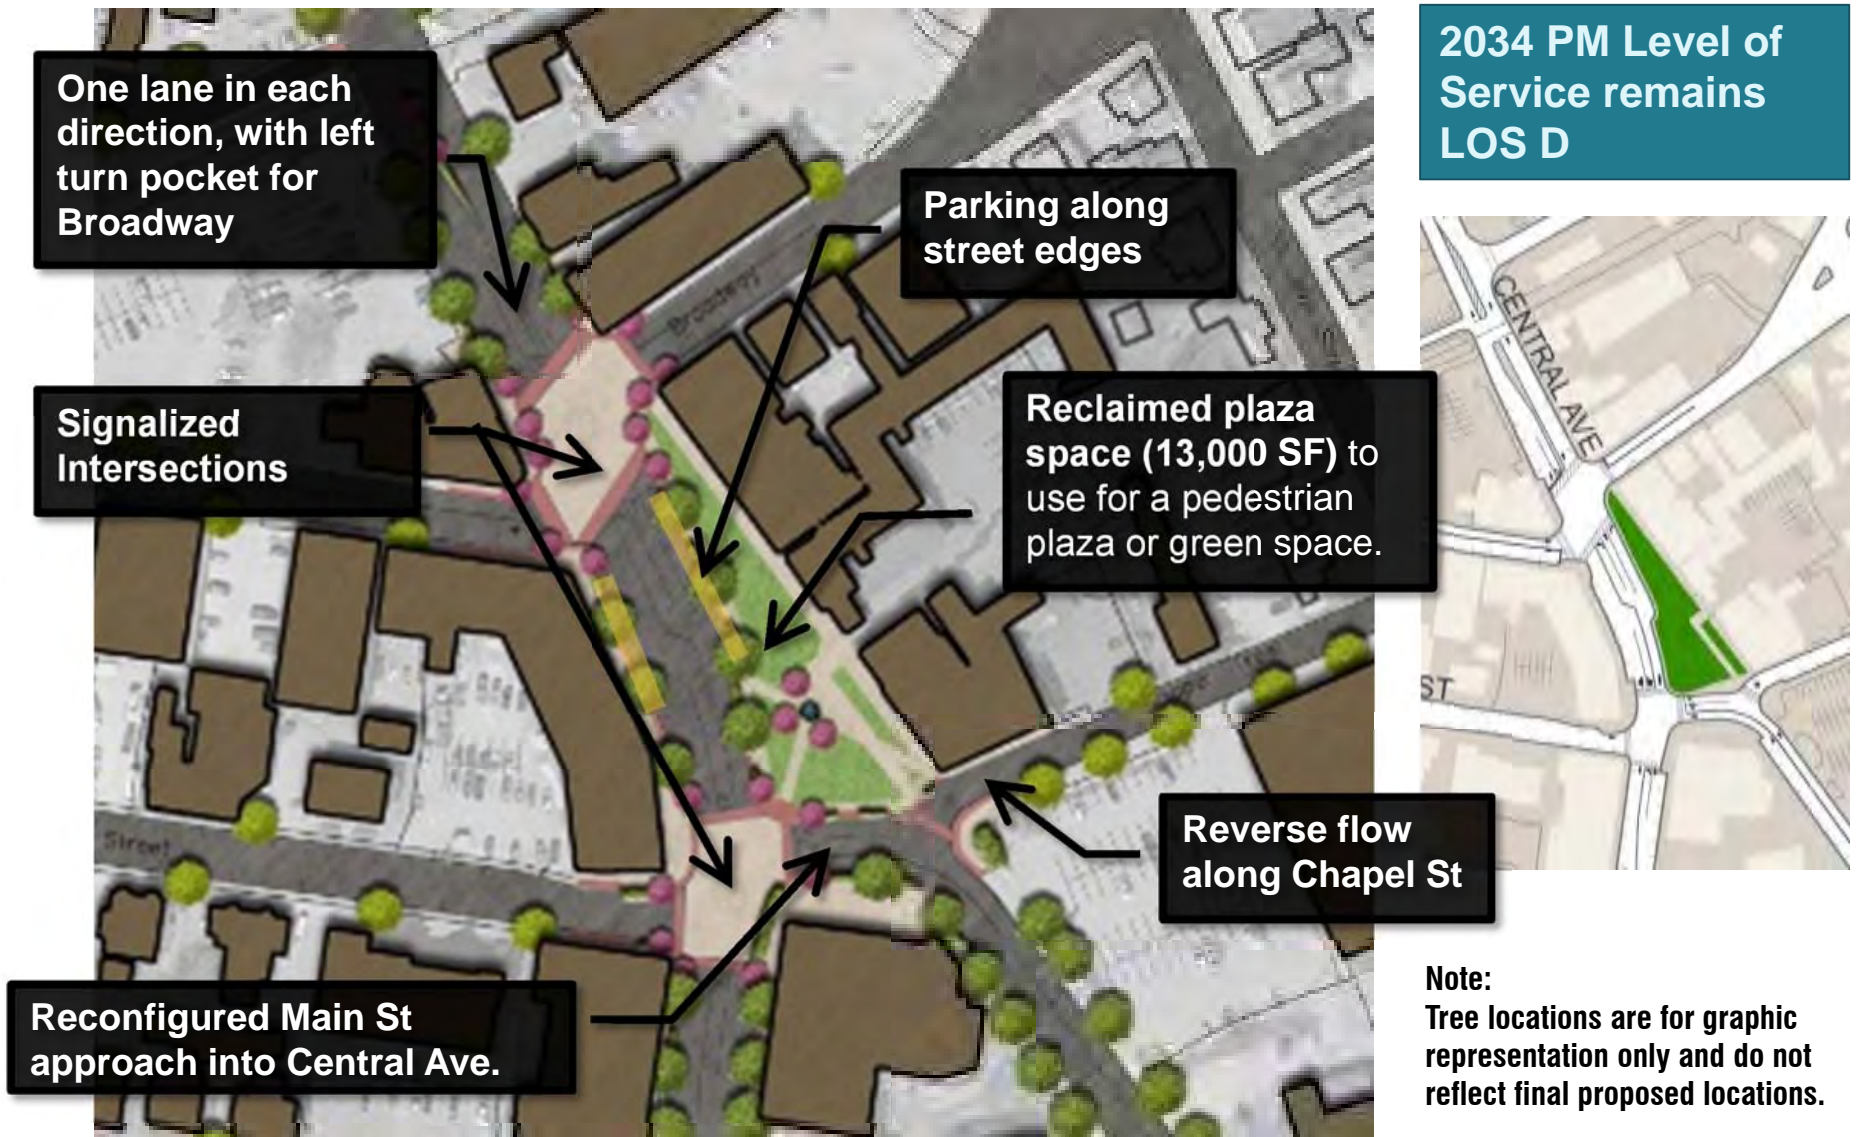 One lane in each
direction, with left
turn pocket for
Broadway
2034 PM Level of
Service remains
LOS D
Parking along
street edges
Broadway
CENTRAL AVE
Signalized
Intersections
Reclaimed plaza
space (13,000 SF) to
use for a pedestrian
plaza or green space.
ST
Street
Reverse flow
along Chapel St
Reconfigured Main St
approach into Central Ave.
Note:
Tree locations are for graphic
representation only and do not
reflect final proposed locations.